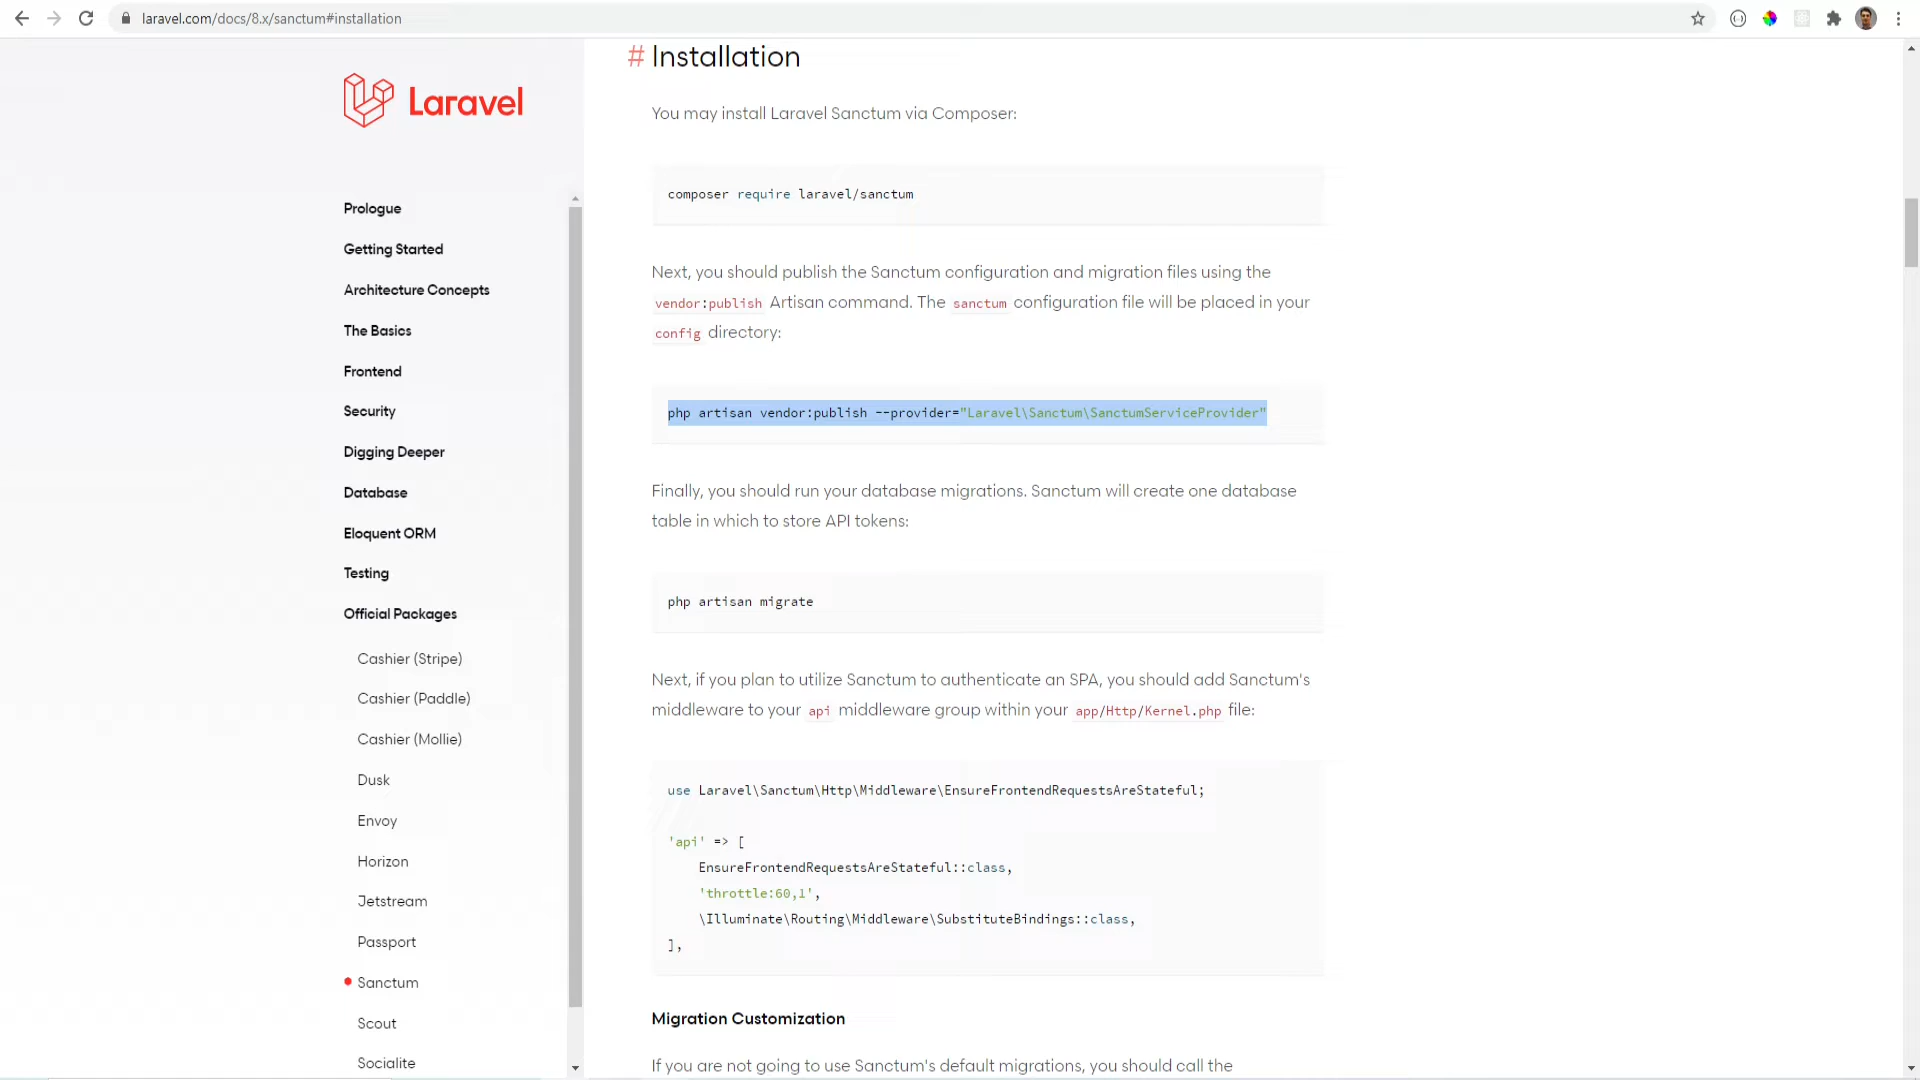 laravel.com/docs/8.x/sanctum#installation
Laravel
Prologue
Getting Started
Architecture Concepts
The Basics
Frontend
Security
Digging Deeper
Database
Eloquent ORM
Testing
Official Packages
Cashier (Stripe)
Cashier (Paddle)
Cashier (Mollie)
Dusk
Envoy
Horizon
Jetstream
Passport
Sanctum
Scout
Socialite
# Installation
You may install Laravel Sanctum via Composer:
composer require laravel/sanctum
Next, you should publish the Sanctum configuration and migration files using the
vendor:publish Artisan command. The sanctum configuration file will be placed in your
config directory:
php artisan vendor:publish --provider="Laravel\Sanctum\SanctumServiceProvider"
Finally, you should run your database migrations. Sanctum will create one database
table in which to store API tokens:
php artisan migrate
Next, if you plan to utilize Sanctum to authenticate an SPA, you should add Sanctum's
middleware to your api middleware group within your app/Http/Kernel.php file:
use Laravel\Sanctum\Http\Middleware\EnsureFrontendRequestsAreStateful;
'api' => [
EnsureFrontendRequestsAreStateful::class,
'throttle:60,1',
\Illuminate\Routing\Middleware\SubstituteBindings::class,
],
Migration Customization
If you are not going to use Sanctum's default migrations, you should call the